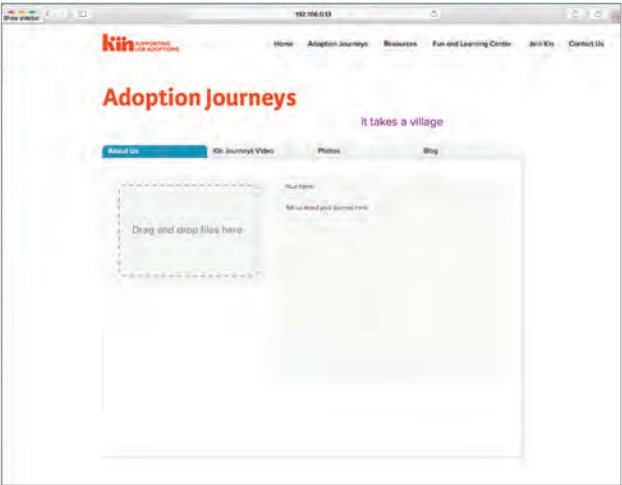 Show sidebar
192.168.0.13
kiin SUPPORTING
LGB ADOPTIONS
Home Adoption Journeys Resources Fun and Learning Center Join Kiin Contact Us
Adoption Journeys
It takes a village
About Us Kiin Journeys Video Photos Blog
Your Name
Drag and drop files here
Tell us about your journey here